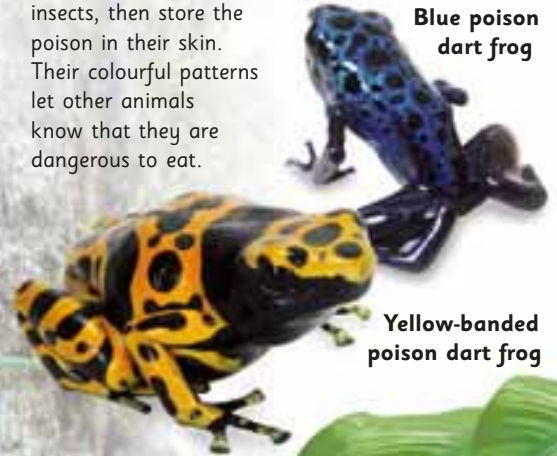 insects, then store the
poison in their skin.
Their colourful patterns
let other animals
know that they are
dangerous to eat.
Blue poison
dart frog
Yellow-banded
poison dart frog